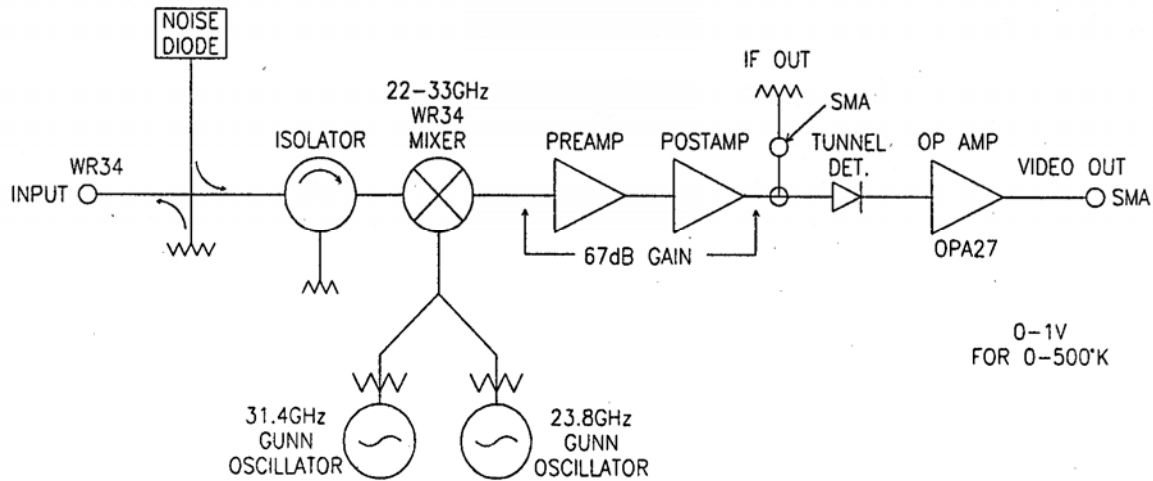 NOISE
DIODE
IF OUT
SMA
22-33GHz
WR34
MIXER
ISOLATOR
PREAMP
POSTAMP
TUNNEL
DET.
OP AMP
VIDEO OUT
WR34
INPUT
SMA
67dB GAIN
OPA27
0-1V
FOR 0-500°K
31.4GHz
GUNN
OSCILLATOR
23.8GHz
GUNN
OSCILLATOR